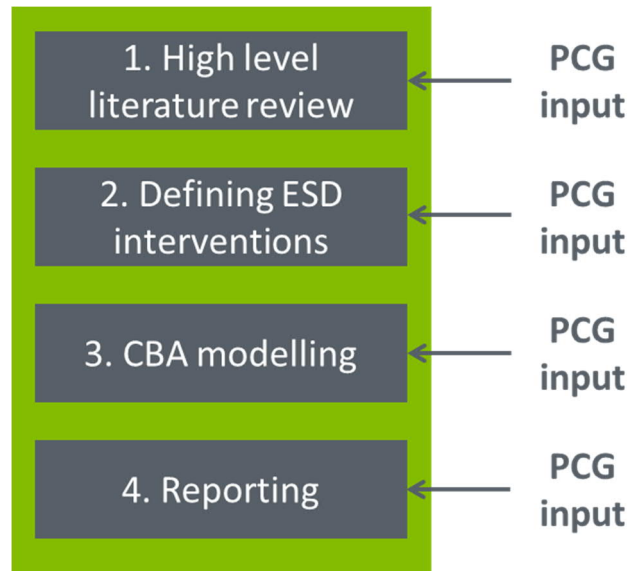 1. High level
literature review
PCG
input
2. Defining ESD
interventions
PCG
input
3. CBA modelling
PCG
input
4. Reporting
PCG
input